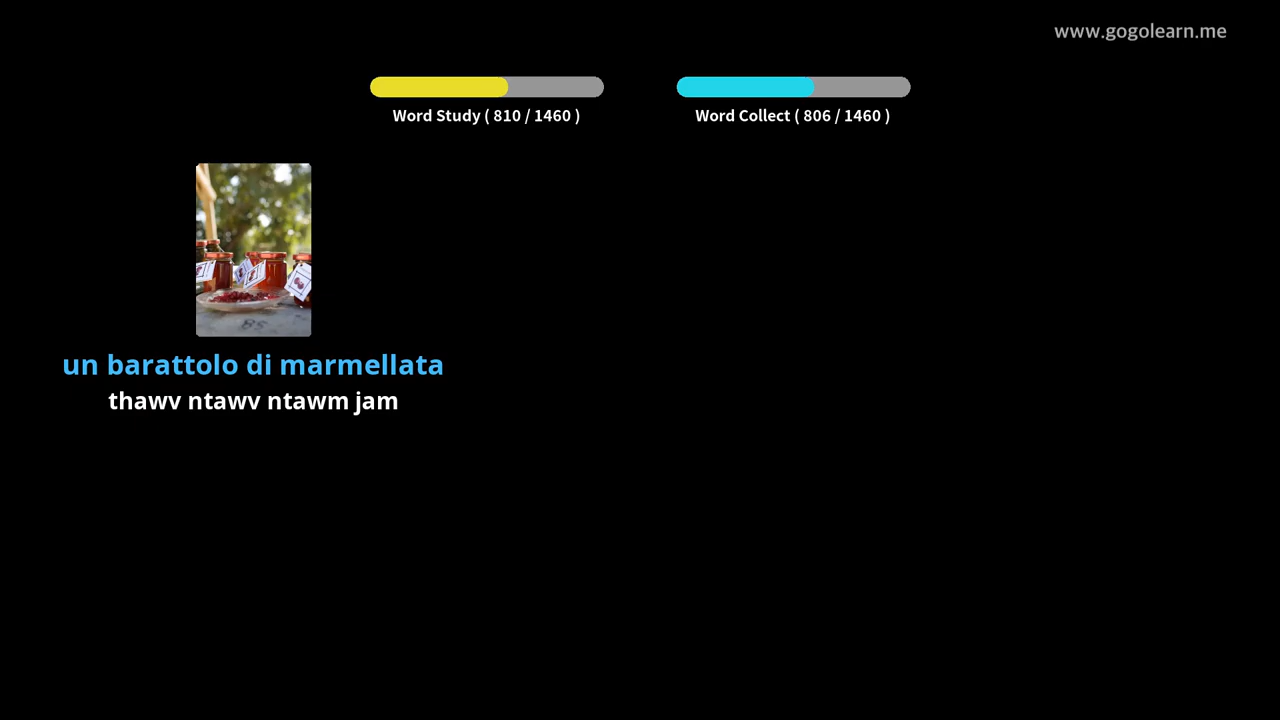 www.gogolearn.me
Word Study ( 810 / 1460 )
Word Collect ( 806 / 1460 )
un barattolo di marmellata
thawv ntawv ntawm jam